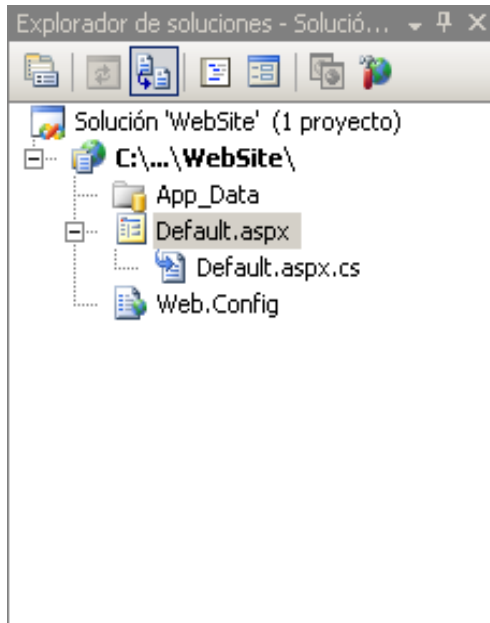 Explorador de soluciones - Solució...
Solución 'WebSite' (1 proyecto)
C:\...\WebSite\
App_Data
Default.aspx
Default.aspx.cs
Web.Config